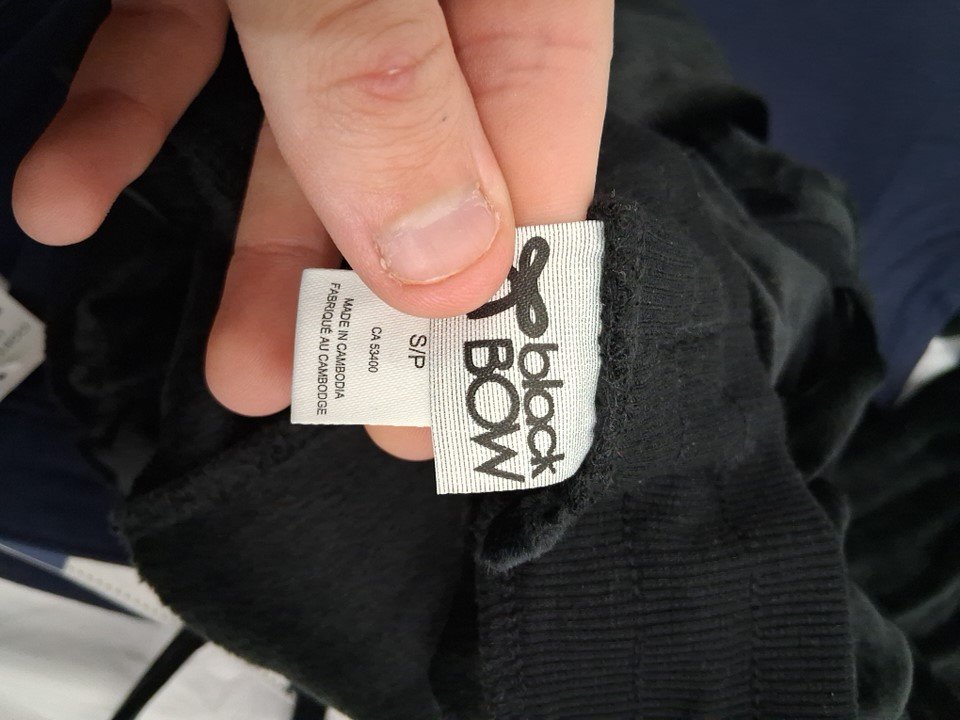 black
BOW
S/P
CA 53400
MADE IN CAMBODIA
FABRIQUÉ AU CAMBODGE